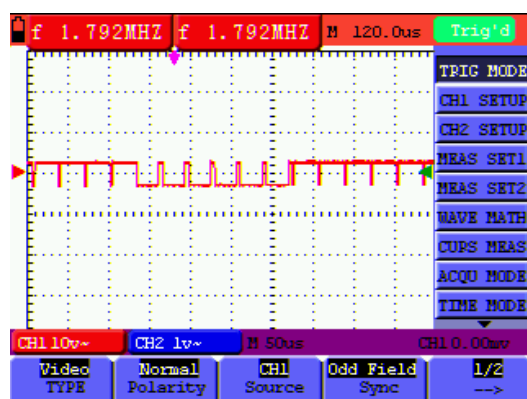 f 1.792MHZ f 1.792MHZ M 120.0us Trig'd
TRIG MODE
CH1 SETUP
CH2 SETUP
MEAS SET1
MEAS SET2
WAVE MATH
CURS MEAS
ACQU MODE
TIME MODE
CH1 10v~ CH2 1v~ M 50us CH1 0.00mv
Video Normal CH1 Odd Field 1/2
TYPE Polarity Source Sync -->